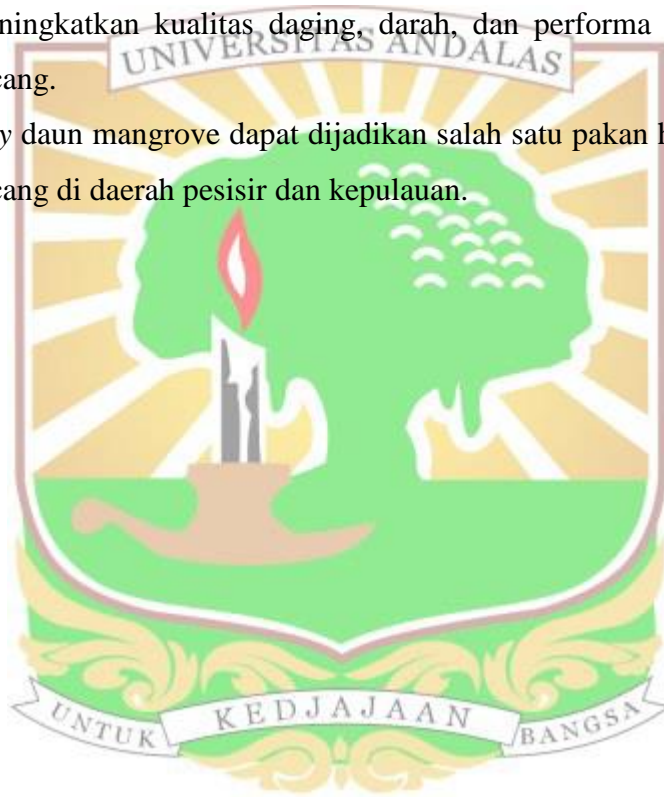 ningkatkan kualitas daging, darah, dan performa
UNIVERSITAS ANDALAS
cang.
y daun mangrove dapat dijadikan salah satu pakan h
cang di daerah pesisir dan kepulauan.
UNTUK KEDJAJAAN BANGSA